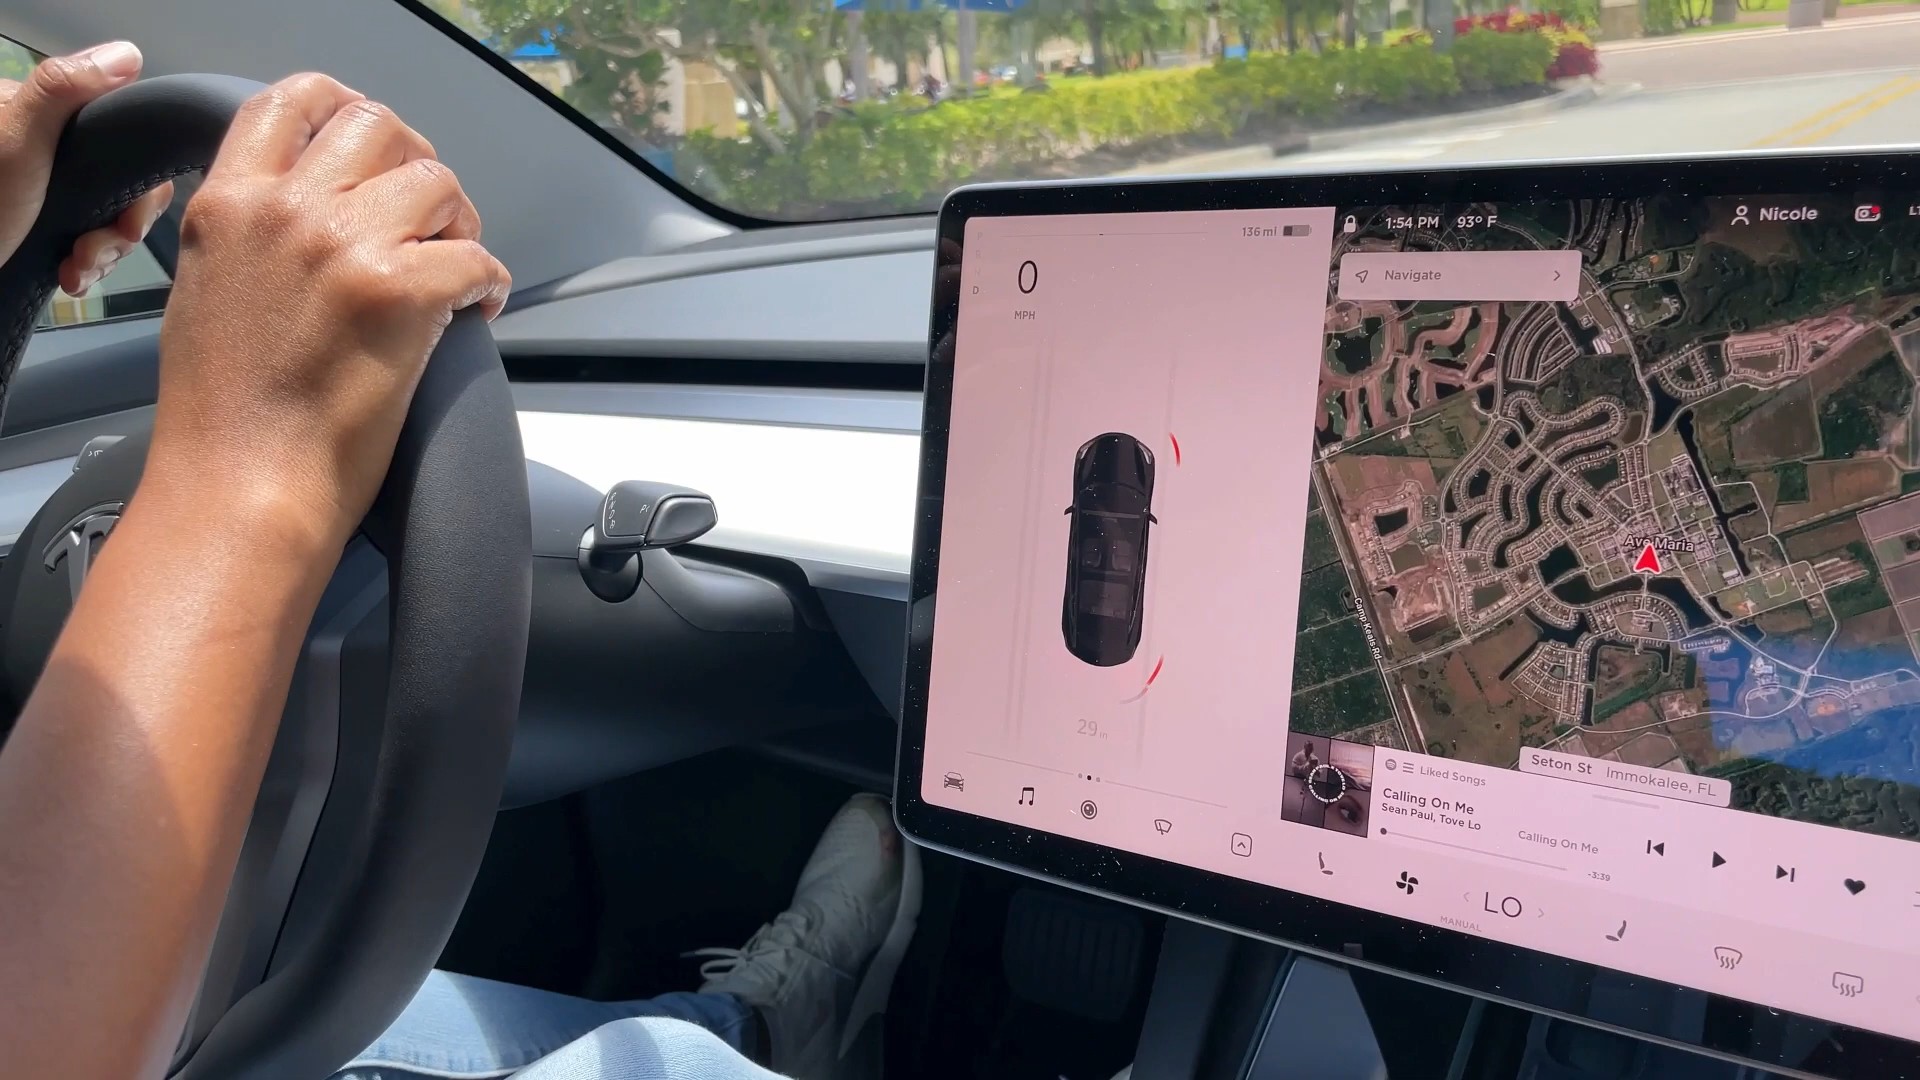 136 mi
0
MPH
D
29 in
1:54 PM 93° F
Nicole
Navigate
Ave Maria
Camp Keais Rd
Seton St Immokalee, FL
Liked Songs
Calling On Me
Sean Paul, Tove Lo
Calling On Me
-3:39
LO
MANUAL